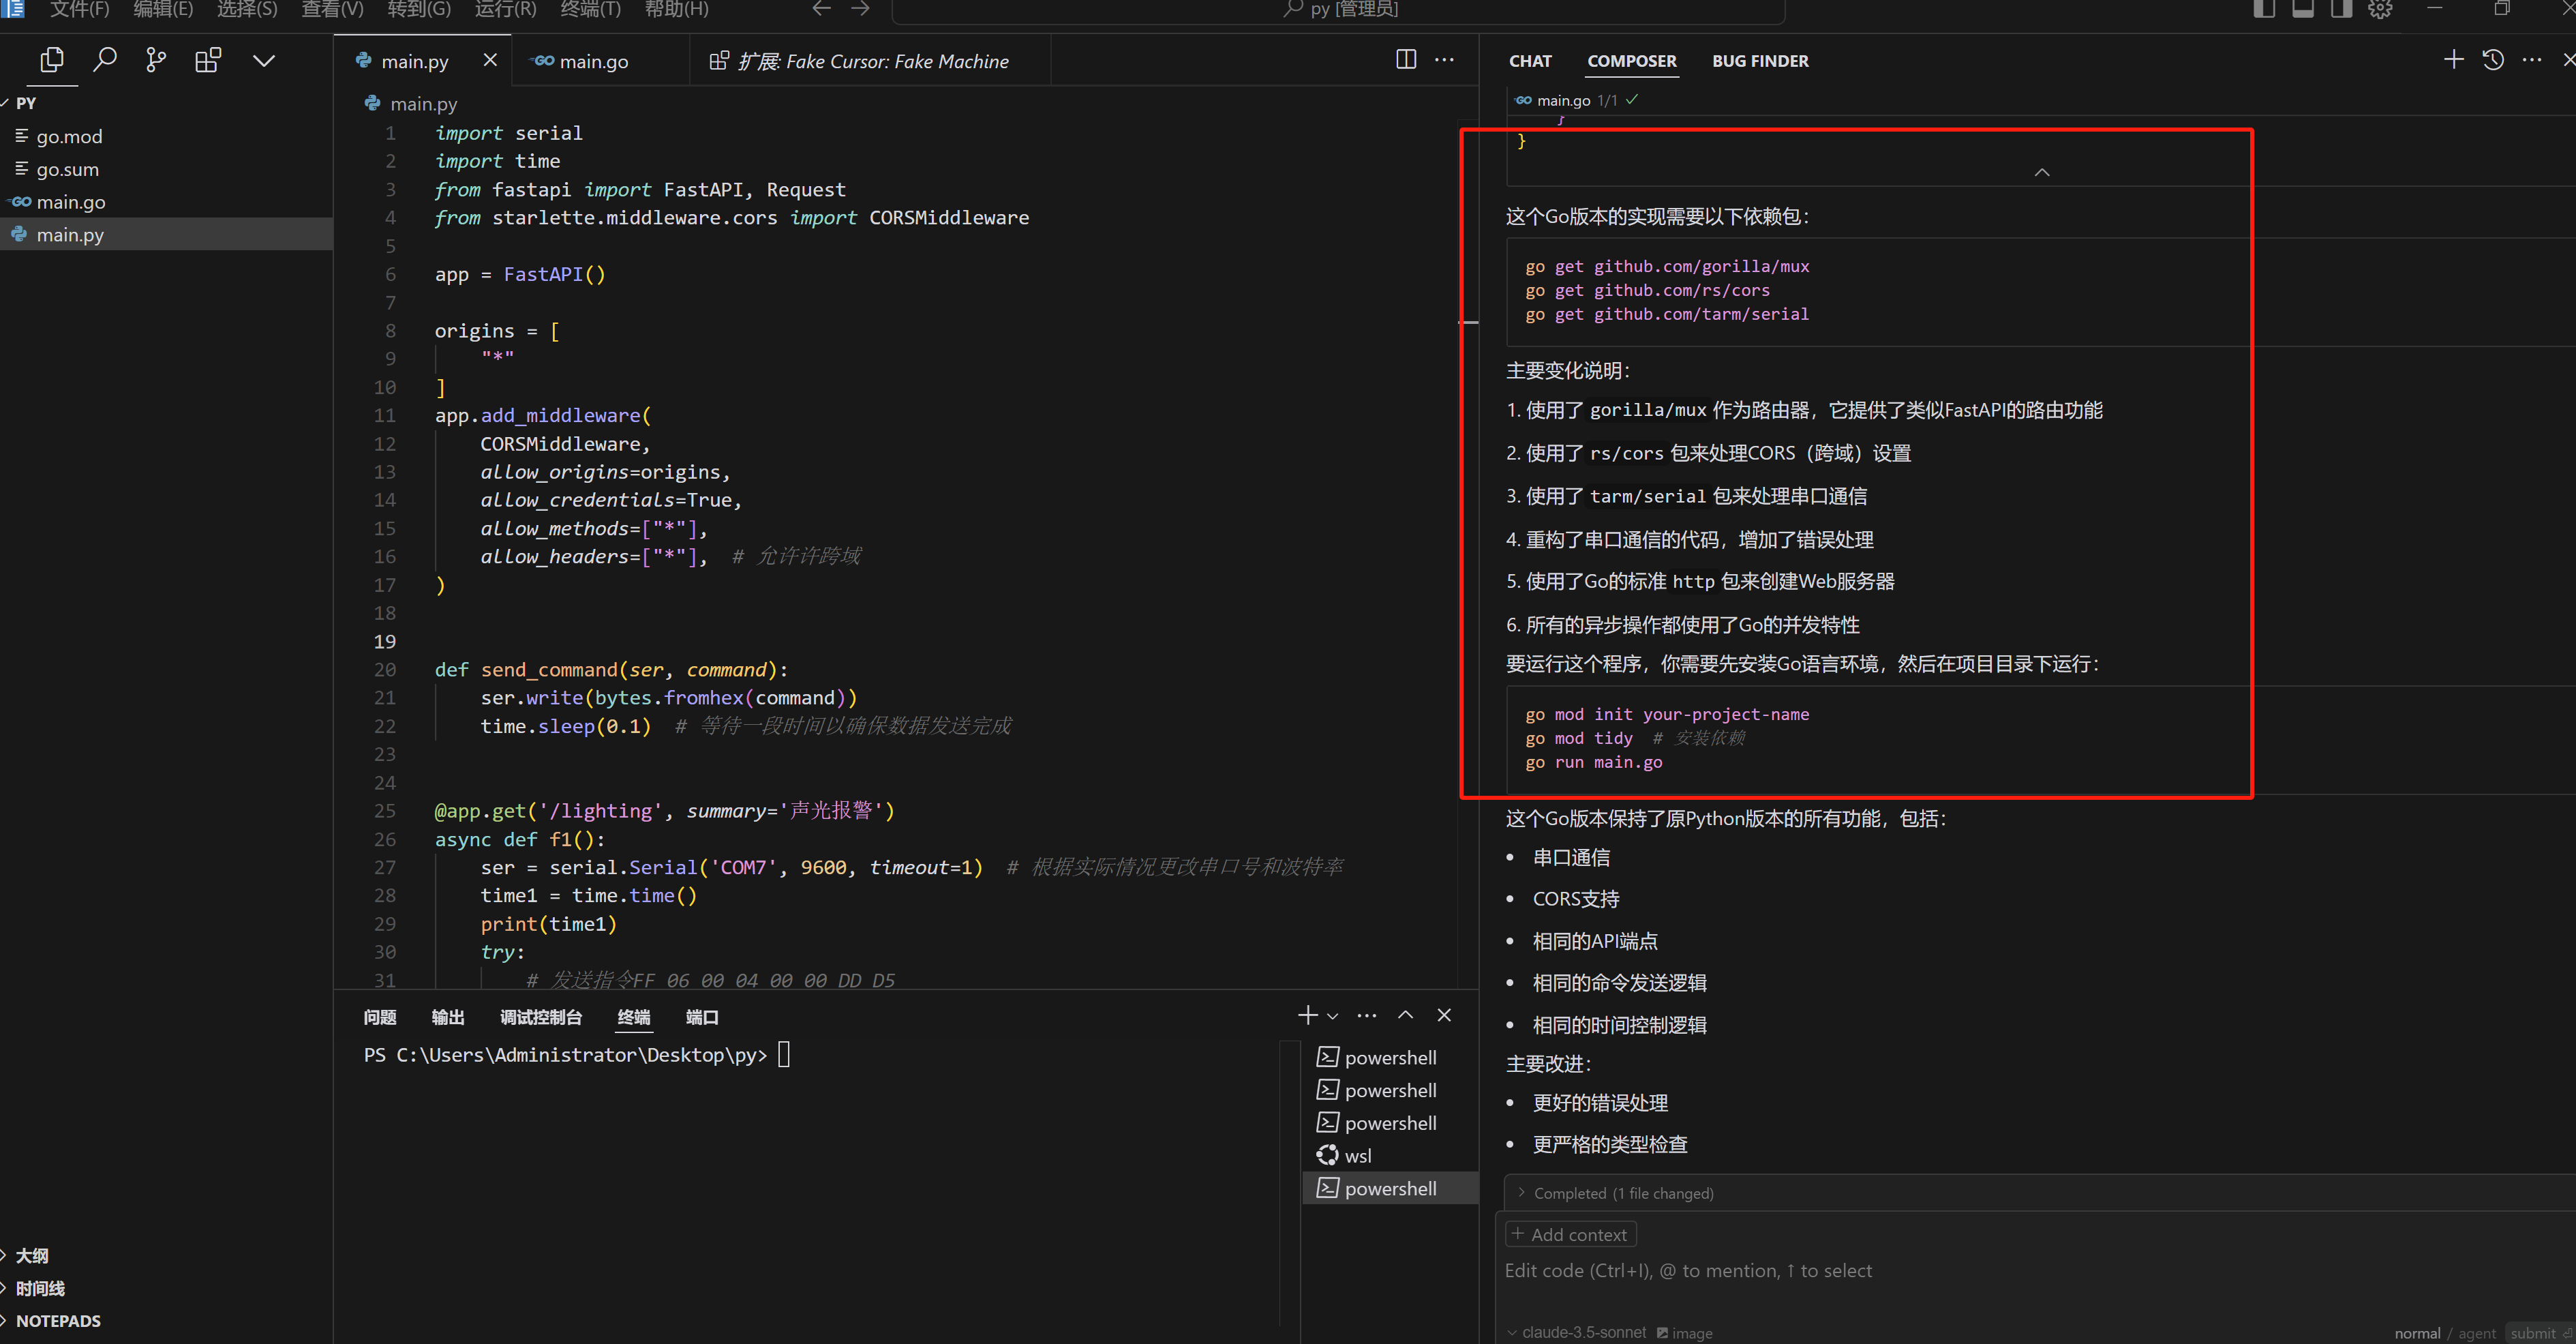 文件(F) 编辑(E) 选择(S) 查看(V) 转到(G) 运行(R) 终端(T) 帮助(H)
py [管理员]
PY
go.mod
go.sum
main.go
main.py
大纲
时间线
NOTEPADS
main.py
main.go
扩展: Fake Cursor: Fake Machine
main.py
1 import serial
2 import time
3 from fastapi import FastAPI, Request
4 from starlette.middleware.cors import CORSMiddleware
5
6 app = FastAPI()
7
8 origins = [
9 "*"
10 ]
11 app.add_middleware(
12 CORSMiddleware,
13 allow_origins=origins,
14 allow_credentials=True,
15 allow_methods=["*"],
16 allow_headers=["*"], # 允许许跨域
17 )
18
19
20 def send_command(ser, command):
21 ser.write(bytes.fromhex(command))
22 time.sleep(0.1) # 等待一段时间以确保数据发送完成
23
24
25 @app.get('/lighting', summary='声光报警')
26 async def f1():
27 ser = serial.Serial('COM7', 9600, timeout=1) # 根据实际情况更改串口号和波特率
28 time1 = time.time()
29 print(time1)
30 try:
31 # 发送指令FF 06 00 04 00 00 DD D5
问题 输出 调试控制台 终端 端口
PS C:\Users\Administrator\Desktop\py>
powershell
powershell
powershell
wsl
powershell
CHAT COMPOSER BUG FINDER
main.go 1/1
}
}
这个Go版本的实现需要以下依赖包：
go get github.com/gorilla/mux
go get github.com/rs/cors
go get github.com/tarm/serial
主要变化说明：
1. 使用了 gorilla/mux 作为路由器，它提供了类似FastAPI的路由功能
2. 使用了 rs/cors 包来处理CORS（跨域）设置
3. 使用了 tarm/serial 包来处理串口通信
4. 重构了串口通信的代码，增加了错误处理
5. 使用了Go的标准 http 包来创建Web服务器
6. 所有的异步操作都使用了Go的并发特性
要运行这个程序，你需要先安装Go语言环境，然后在项目目录下运行：
go mod init your-project-name
go mod tidy # 安装依赖
go run main.go
这个Go版本保持了原Python版本的所有功能，包括：
• 串口通信
• CORS支持
• 相同的API端点
• 相同的命令发送逻辑
• 相同的时间控制逻辑
主要改进：
• 更好的错误处理
• 更严格的类型检查
Completed (1 file changed)
+ Add context
Edit code (Ctrl+I), @ to mention, ↑ to select
claude-3.5-sonnet image
normal / agent submit